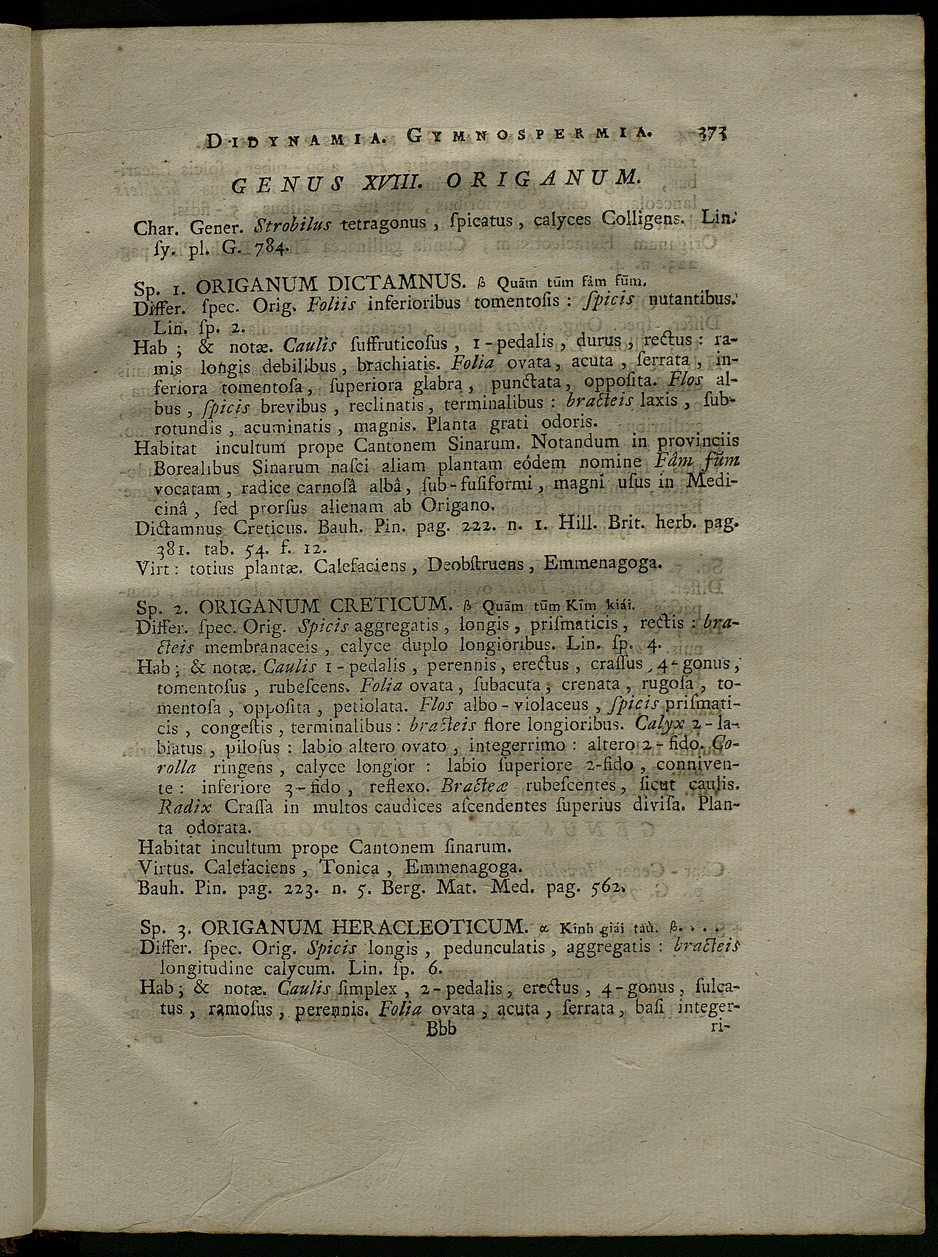 DIDYNAMIA. GYMNOSPERMIA. 373
GENUS XVIII. ORIGANUM.
Char. Gener. Strobilus tetragonus, ſpicatus, calyces Colligens. Lin.
ſy. pl. G. 784.
Sp. 1. ORIGANUM DICTAMNUS. ß Quām tūm fâm fūm.
Differ. ſpec. Orig. Foliis inferioribus tomentoſis: ſpicis nutantibus.
Lin. ſp. 2.
Hab; & notæ. Caulis ſuffruticoſus, 1-pedalis, durus, rectus: ra-
mis longis debilibus, brachiatis. Folia ovata, acuta, ſerrata, in-
feriora tomentoſa, ſuperiora glabra, punctata, oppoſita. Flos al-
bus, ſpicis brevibus, reclinatis, terminalibus: bracteis laxis, ſub-
rotundis, acuminatis, magnis. Planta grati odoris.
Habitat incultum prope Cantonem Sinarum. Notandum in provinciis
Borealibus Sinarum naſci aliam plantam eódem nomine Fâm fūm
vocatam, radice carnoſâ albâ, ſub-fuſiformi, magni uſus in Medi-
cinâ, ſed prorſus alienam ab Origano.
Dictamnus Creticus. Bauh. Pin. pag. 222. n. 1. Hill. Brit. herb. pag.
381. tab. 54. f. 12.
Virt: totius plantæ. Calefaciens, Deobſtruens, Emmenagoga.
Sp. 2. ORIGANUM CRETICUM. ß Quām tūm Kīm kiái.
Differ. ſpec. Orig. Spicis aggregatis, longis, priſmaticis, rectis: bra-
cteis membranaceis, calyce duplo longioribus. Lin. ſp. 4.
Hab; & notæ. Caulis 1-pedalis, perennis, erectus, craſſus, 4-gonus,
tomentoſus, rubeſcens. Folia ovata, ſubacuta, crenata, rugoſa, to-
mentoſa, oppoſita, petiolata. Flos albo-violaceus, ſpicis priſmati-
cis, congeſtis, terminalibus: bracteis flore longioribus. Calyx 2-la-
biatus, piloſus: labio altero ovato, integerrimo: altero 2-fido. Co-
rolla ringens, calyce longior: labio ſuperiore 2-fido, conniven-
te: inferiore 3-fido, reflexo. Bracteæ rubeſcentes, ſicut caulis.
Radix Craſſa in multos caudices aſcendentes ſuperius diviſa. Plan-
ta odorata.
Habitat incultum prope Cantonem ſinarum.
Virtus. Calefaciens, Tonica, Emmenagoga.
Bauh. Pin. pag. 223. n. 5. Berg. Mat. Med. pag. 562.
Sp. 3. ORIGANUM HERACLEOTICUM. α Kinh giái tàù. ß. . . .
Differ. ſpec. Orig. Spicis longis, pedunculatis, aggregatis: bracteis
longitudine calycum. Lin. ſp. 6.
Hab; & notæ. Caulis ſimplex, 2-pedalis, erectus, 4-gonus, ſulca-
tus, ramoſus, perennis. Folia ovata, acuta, ſerrata, baſi integer-
Bbb ri-